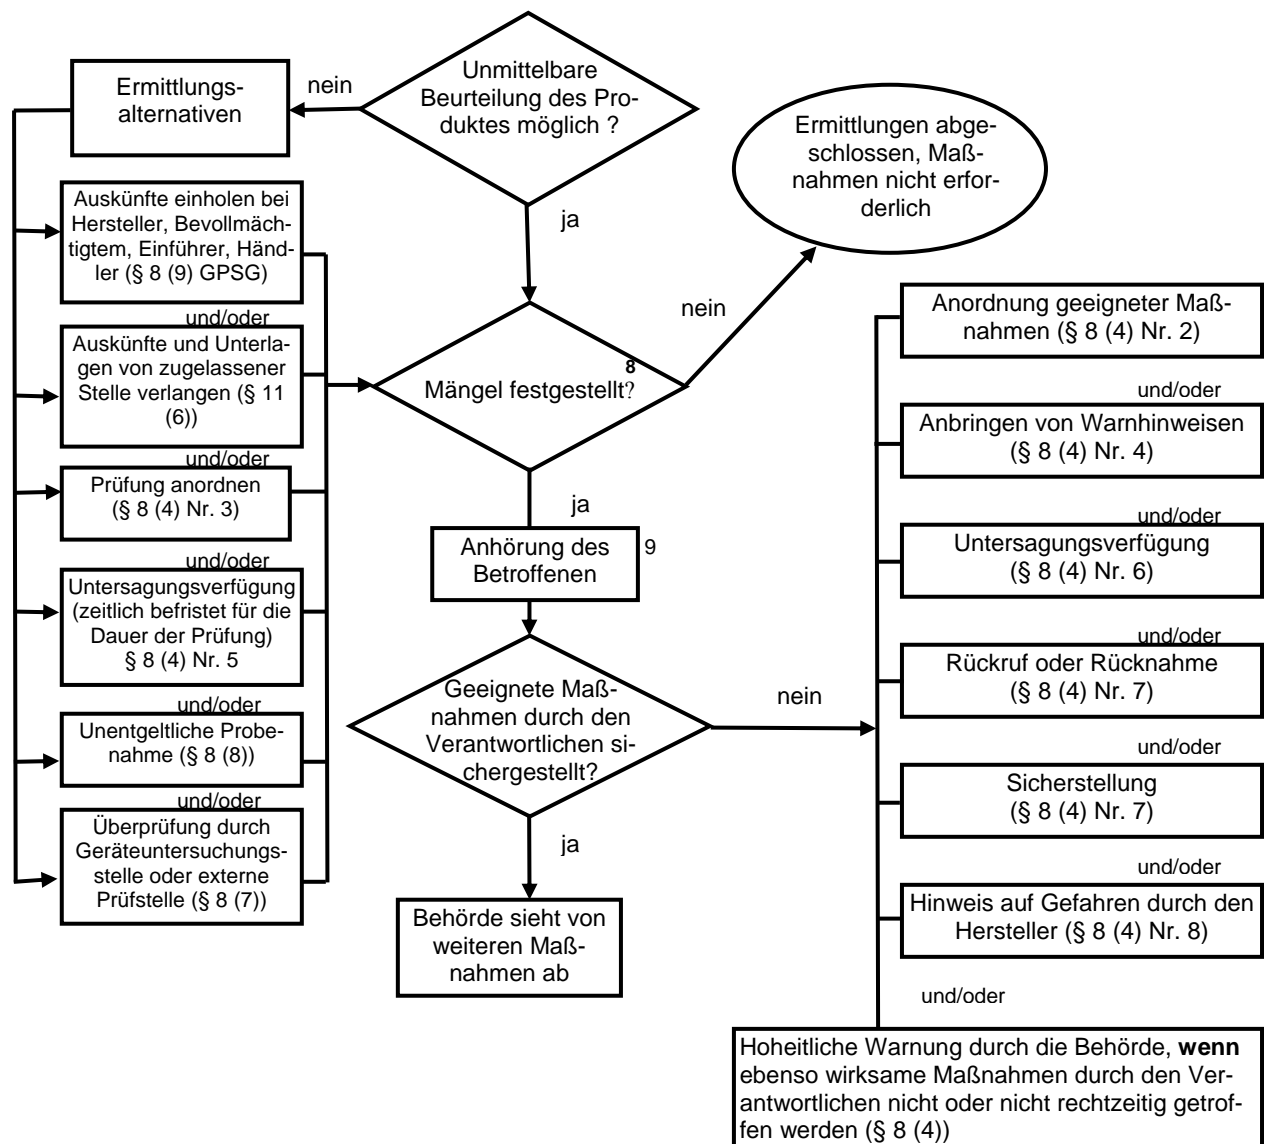 Unmittelbare
Beurteilung des Pro-
duktes möglich ?
nein
Ermittlungs-
alternativen
ja
Ermittlungen abge-
schlossen, Maß-
nahmen nicht erfor-
derlich
Auskünfte einholen bei
Hersteller, Bevollmäch-
tigtem, Einführer, Händ-
ler (§ 8 (9) GPSG)
und/oder
Auskünfte und Unterla-
gen von zugelassener
Stelle verlangen (§ 11
(6))
und/oder
Prüfung anordnen
(§ 8 (4) Nr. 3)
und/oder
Untersagungsverfügung
(zeitlich befristet für die
Dauer der Prüfung)
§ 8 (4) Nr. 5
und/oder
Unentgeltliche Probe-
nahme (§ 8 (8))
und/oder
Überprüfung durch
Geräteuntersuchungs-
stelle oder externe
Prüfstelle (§ 8 (7))
8
Mängel festgestellt?
nein
ja
Anhörung des
Betroffenen
9
Geeignete Maß-
nahmen durch den
Verantwortlichen si-
chergestellt?
nein
ja
Behörde sieht von
weiteren Maß-
nahmen ab
Anordnung geeigneter Maß-
nahmen (§ 8 (4) Nr. 2)
und/oder
Anbringen von Warnhinweisen
(§ 8 (4) Nr. 4)
und/oder
Untersagungsverfügung
(§ 8 (4) Nr. 6)
und/oder
Rückruf oder Rücknahme
(§ 8 (4) Nr. 7)
und/oder
Sicherstellung
(§ 8 (4) Nr. 7)
und/oder
Hinweis auf Gefahren durch den
Hersteller (§ 8 (4) Nr. 8)
und/oder
Hoheitliche Warnung durch die Behörde, wenn
ebenso wirksame Maßnahmen durch den Ver-
antwortlichen nicht oder nicht rechtzeitig getrof-
fen werden (§ 8 (4))